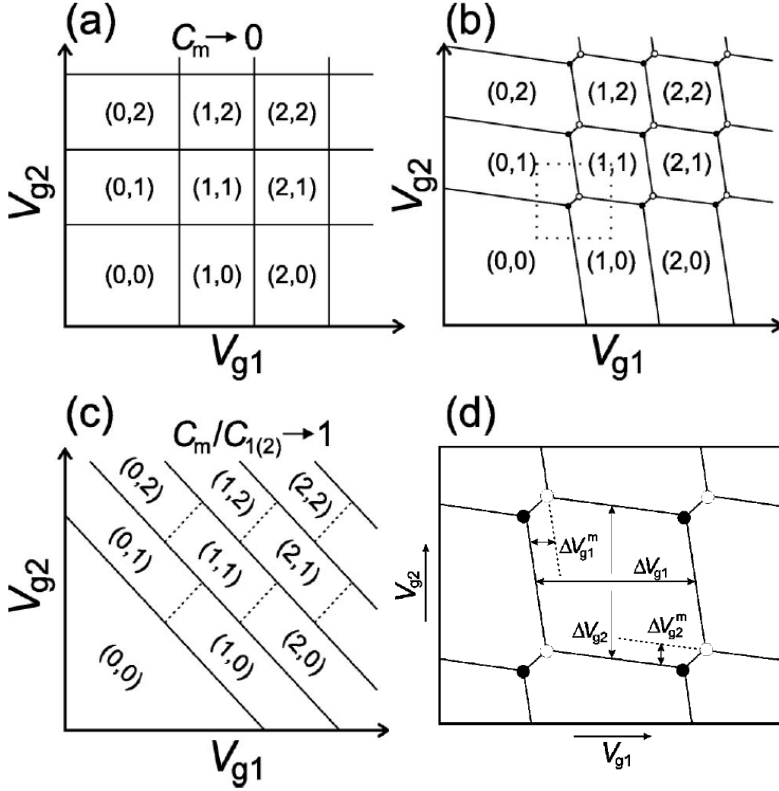 (a)
C_m → 0
(0,2) (1,2) (2,2)
(0,1) (1,1) (2,1)
(0,0) (1,0) (2,0)
V_g2
V_g1
(b)
(0,2) (1,2) (2,2)
(0,1) (1,1) (2,1)
(0,0) (1,0) (2,0)
V_g2
V_g1
(c)
C_m/C_1(2) → 1
(0,2) (1,2) (2,2)
(0,1) (1,1) (2,1)
(0,0) (1,0) (2,0)
V_g2
V_g1
(d)
ΔV_g1^m
ΔV_g1
ΔV_g2 ΔV_g2^m
V_g2
V_g1